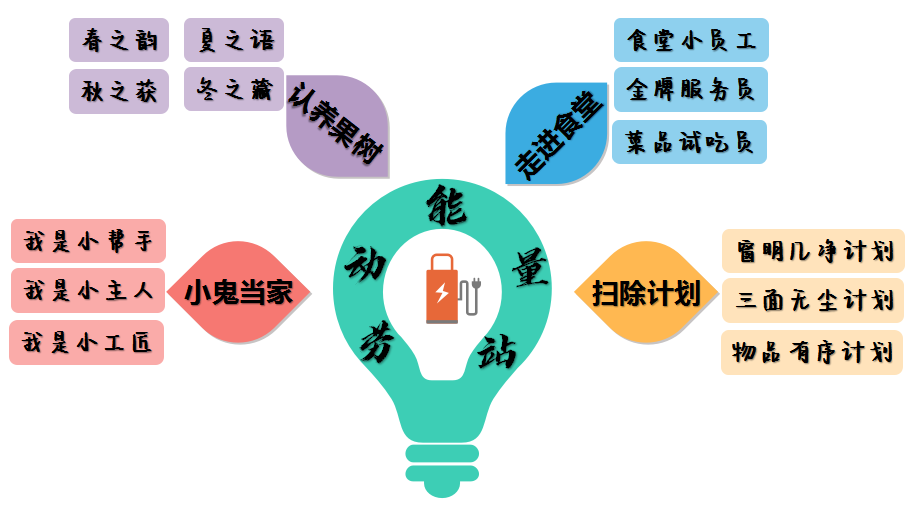 春之韵
夏之语
秋之获
冬之藏
认养果树
食堂小员工
金牌服务员
菜品试吃员
走进食堂
劳动能量站
我是小帮手
我是小主人
我是小工匠
小鬼当家
扫除计划
窗明几净计划
三面无尘计划
物品有序计划